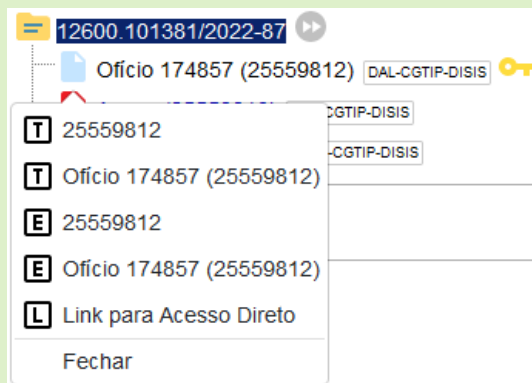 12600.101381/2022-87
Ofício 174857 (25559812) DAL-CGTIP-DISIS
CGTIP-DISIS
T 25559812
-CGTIP-DISIS
T Ofício 174857 (25559812)
E 25559812
E Ofício 174857 (25559812)
L Link para Acesso Direto
Fechar